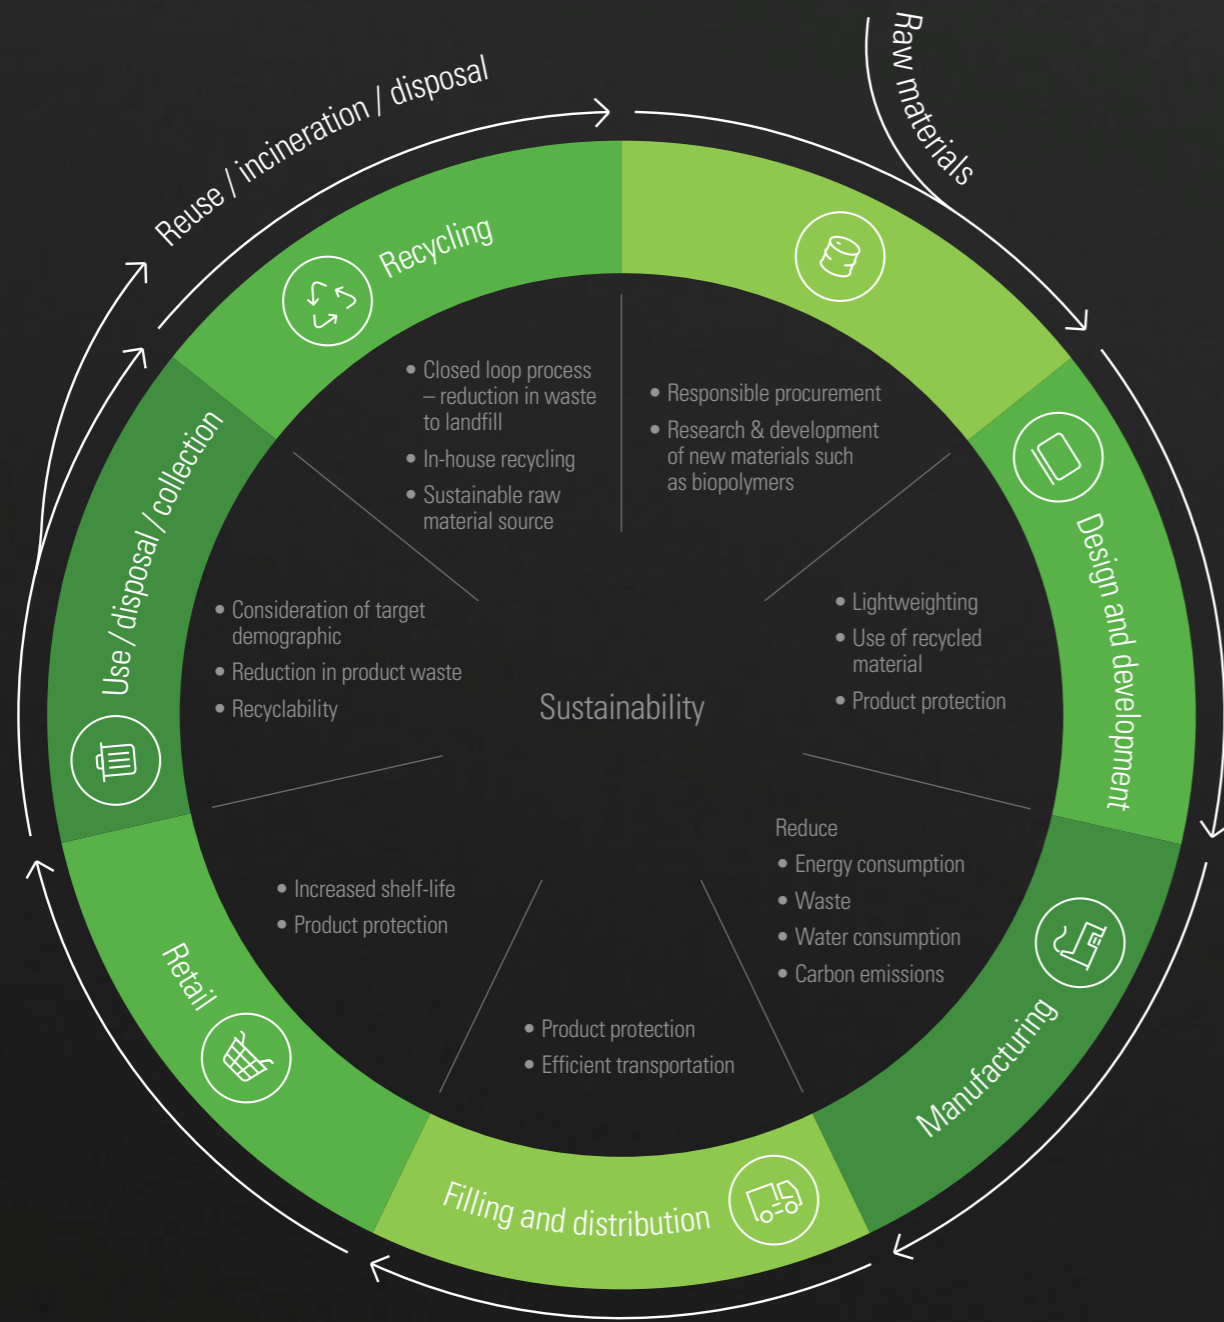 Raw materials
Reuse / incineration / disposal
Recycling
• Closed loop process
– reduction in waste
to landfill
• In-house recycling
• Sustainable raw
material source
• Responsible procurement
• Research & development
of new materials such
as biopolymers
Design and development
• Lightweighting
• Use of recycled
material
• Product protection
Use / disposal / collection
• Consideration of target
demographic
• Reduction in product waste
• Recyclability
Sustainability
Manufacturing
Reduce
• Energy consumption
• Waste
• Water consumption
• Carbon emissions
Retail
• Increased shelf-life
• Product protection
• Product protection
• Efficient transportation
Filling and distribution